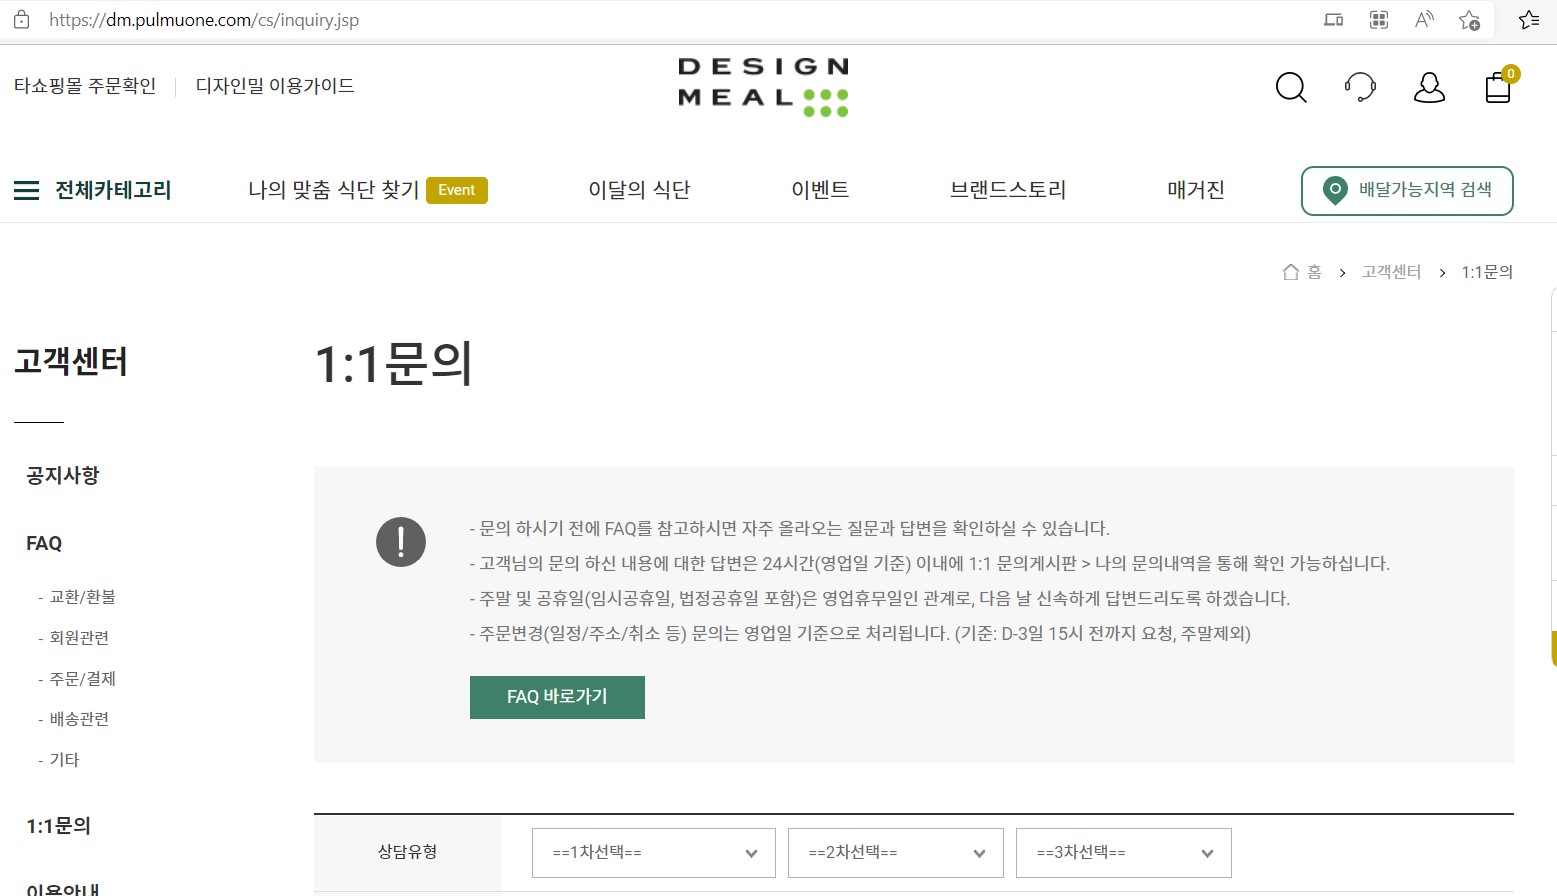 https://dm.pulmuone.com/cs/inquiry.jsp
타쇼핑몰 주문확인
디자인밀 이용가이드
DESIGN
MEAL
0
전체카테고리
나의 맞춤 식단 찾기 Event
이달의 식단
이벤트
브랜드스토리
매거진
배달가능지역 검색
홈 > 고객센터 > 1:1문의
고객센터
공지사항
FAQ
- 교환/환불
- 회원관련
- 주문/결제
- 배송관련
- 기타
1:1문의
이용안내
1:1문의
- 문의 하시기 전에 FAQ를 참고하시면 자주 올라오는 질문과 답변을 확인하실 수 있습니다.
- 고객님의 문의 하신 내용에 대한 답변은 24시간(영업일 기준) 이내에 1:1 문의게시판 > 나의 문의내역을 통해 확인 가능하십니다.
- 주말 및 공휴일(임시공휴일, 법정공휴일 포함)은 영업휴무일인 관계로, 다음 날 신속하게 답변드리도록 하겠습니다.
- 주문변경(일정/주소/취소 등) 문의는 영업일 기준으로 처리됩니다. (기준: D-3일 15시 전까지 요청, 주말제외)
FAQ 바로가기
상담유형
==1차선택==
==2차선택==
==3차선택==